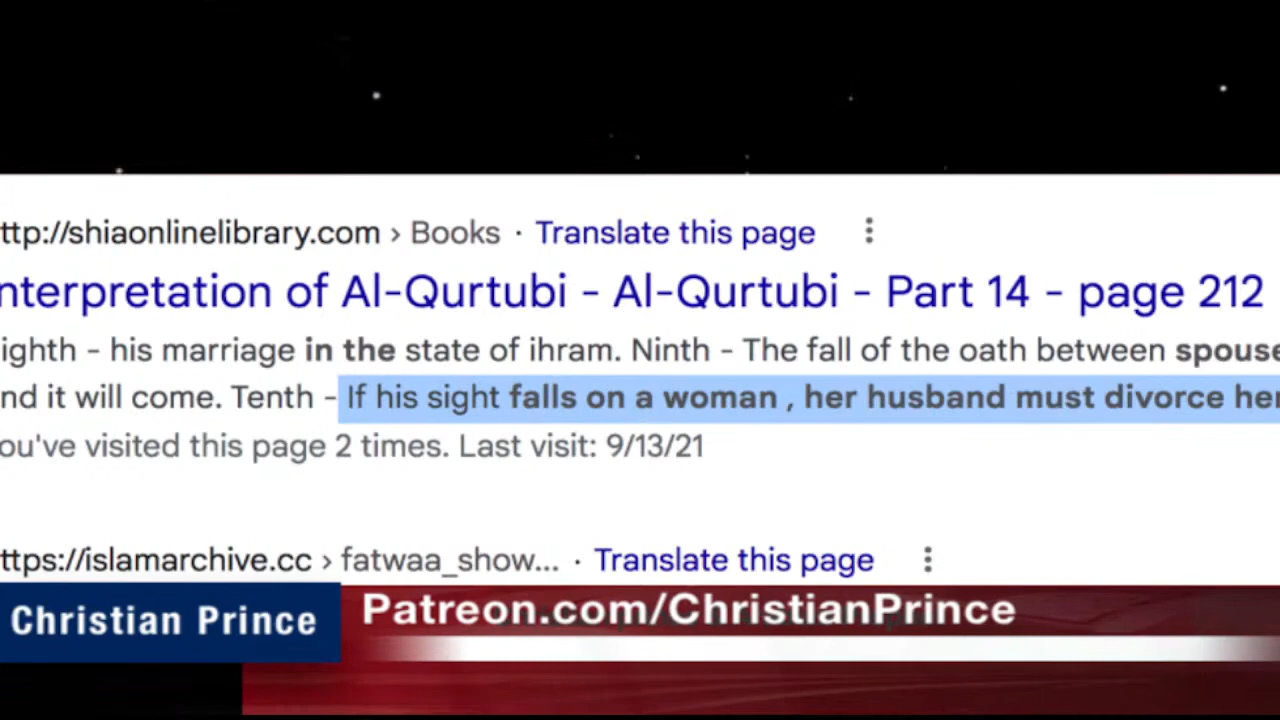 ttp://shiaonlinelibrary.com › Books · Translate this page
nterpretation of Al-Qurtubi - Al-Qurtubi - Part 14 - page 212
ighth - his marriage in the state of ihram. Ninth - The fall of the oath between spouse
nd it will come. Tenth - If his sight falls on a woman , her husband must divorce her
ou've visited this page 2 times. Last visit: 9/13/21
ttps://islamarchive.cc › fatwaa_show... · Translate this page
Christian Prince
Patreon.com/ChristianPrince